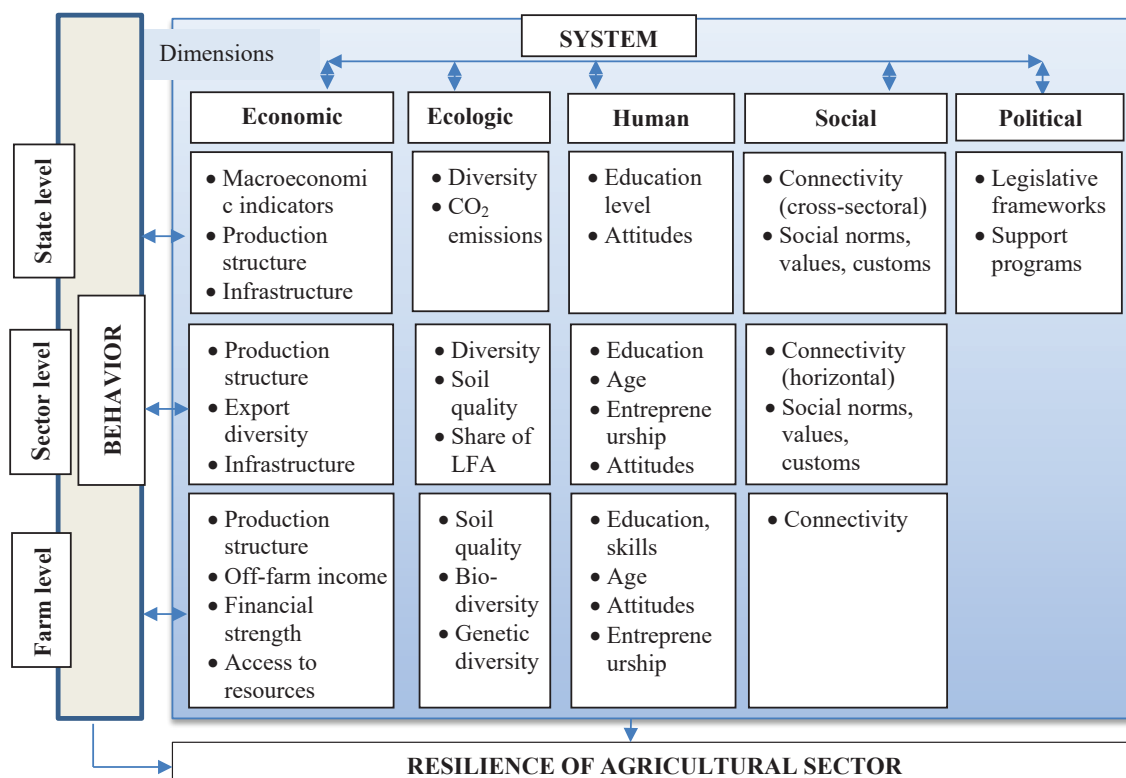 SYSTEM
Dimensions
Economic
Ecologic
Human
Social
Political
State level
• Macroeconomi
c indicators
• Production
structure
• Infrastructure
• Diversity
• CO₂
emissions
• Education
level
• Attitudes
• Connectivity
(cross-sectoral)
• Social norms,
values, customs
• Legislative
frameworks
• Support
programs
BEHAVIOR
Sector level
• Production
structure
• Export
diversity
• Infrastructure
• Diversity
• Soil
quality
• Share of
LFA
• Education
• Age
• Entreprene
urship
• Attitudes
• Connectivity
(horizontal)
• Social norms,
values,
customs
Farm level
• Production
structure
• Off-farm income
• Financial
strength
• Access to
resources
• Soil
quality
• Bio-
diversity
• Genetic
diversity
• Education,
skills
• Age
• Attitudes
• Entreprene
urship
• Connectivity
RESILIENCE OF AGRICULTURAL SECTOR